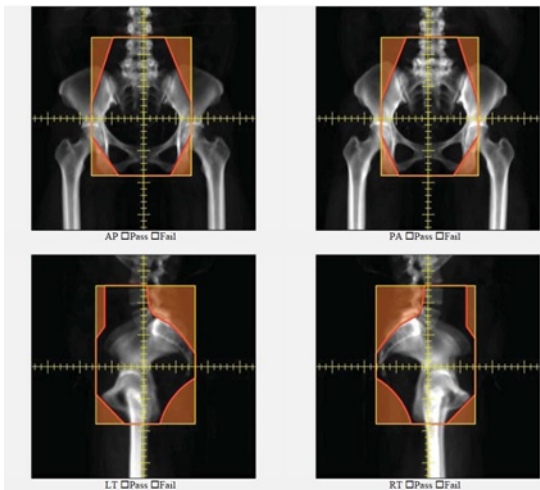 AP ☐Pass ☐Fail
PA ☐Pass ☐Fail
LT ☐Pass ☐Fail
RT ☐Pass ☐Fail